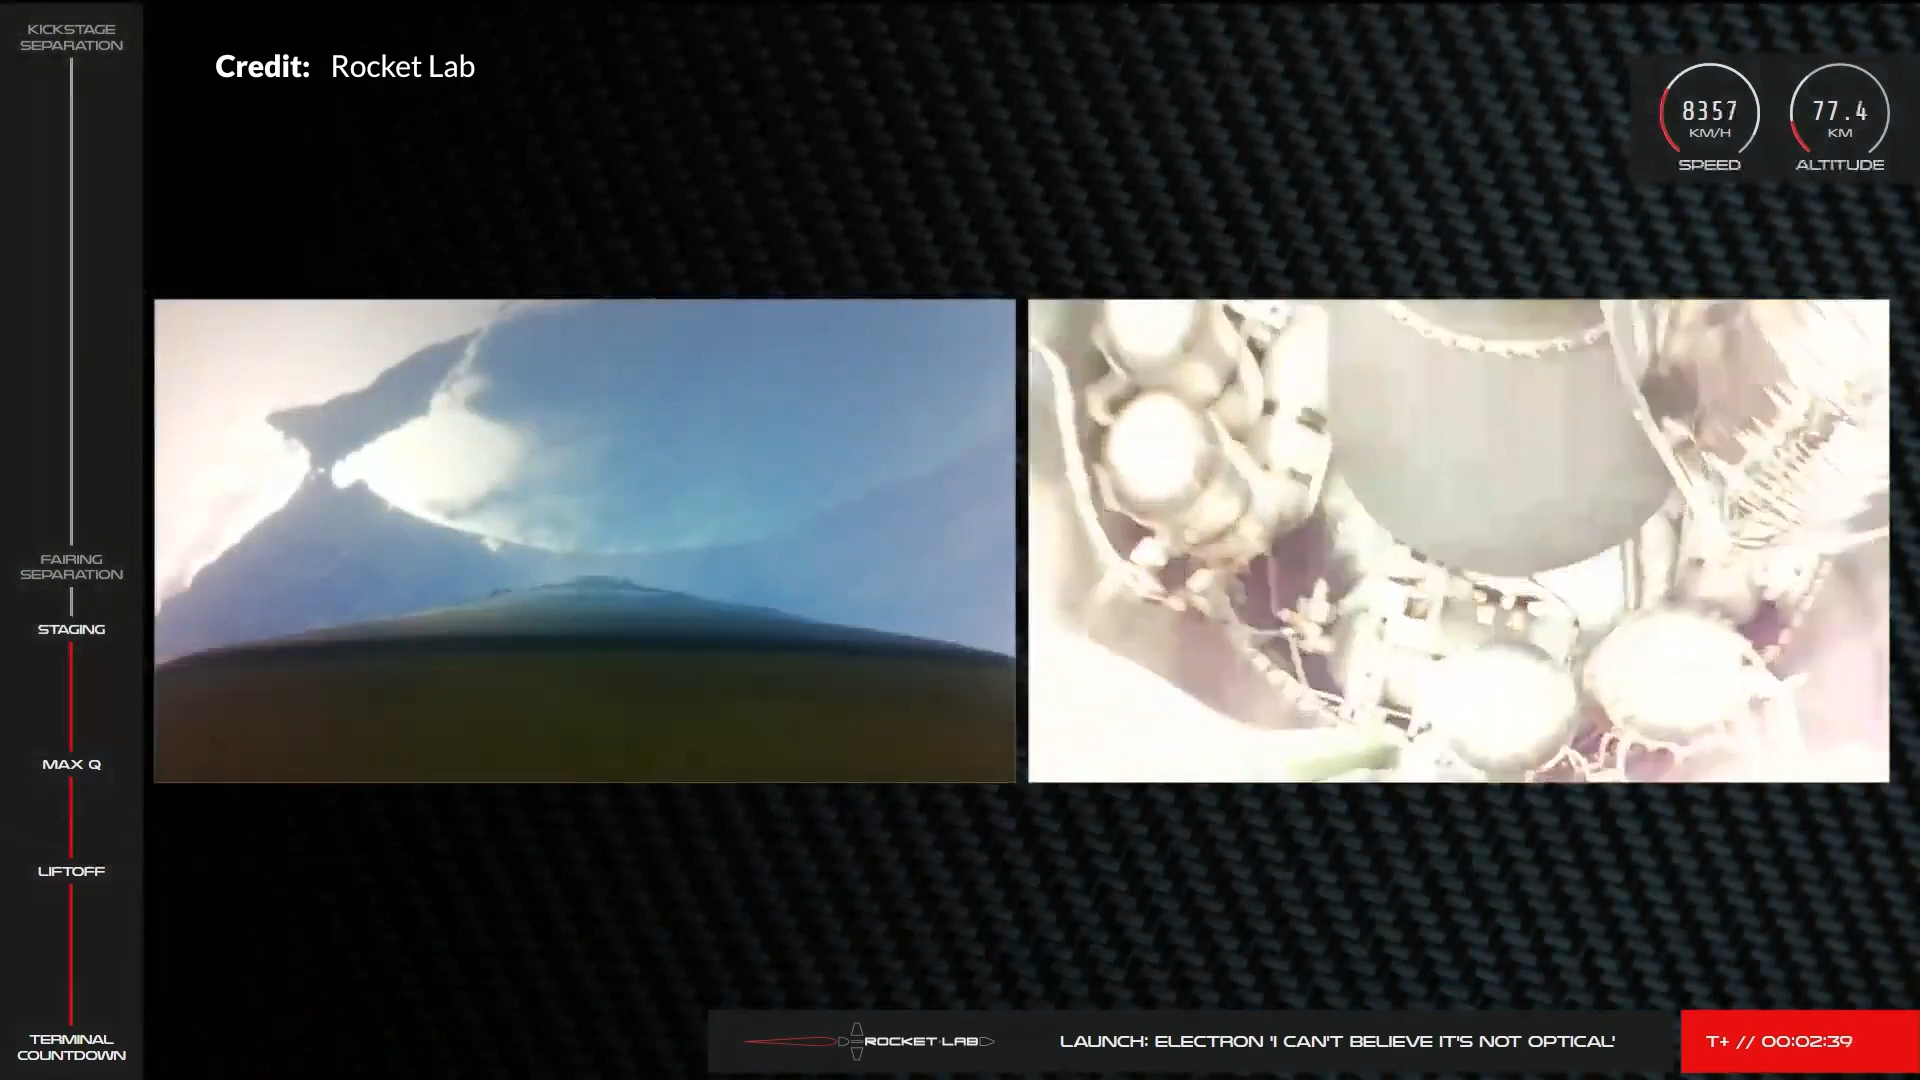 KICKSTAGE
SEPARATION
Credit: Rocket Lab
8357
KM/H
SPEED
77.4
KM
ALTITUDE
FAIRING
SEPARATION
STAGING
MAX Q
LIFTOFF
TERMINAL
COUNTDOWN
ROCKET LAB
LAUNCH: ELECTRON 'I CAN'T BELIEVE IT'S NOT OPTICAL'
T+ // 00:02:39